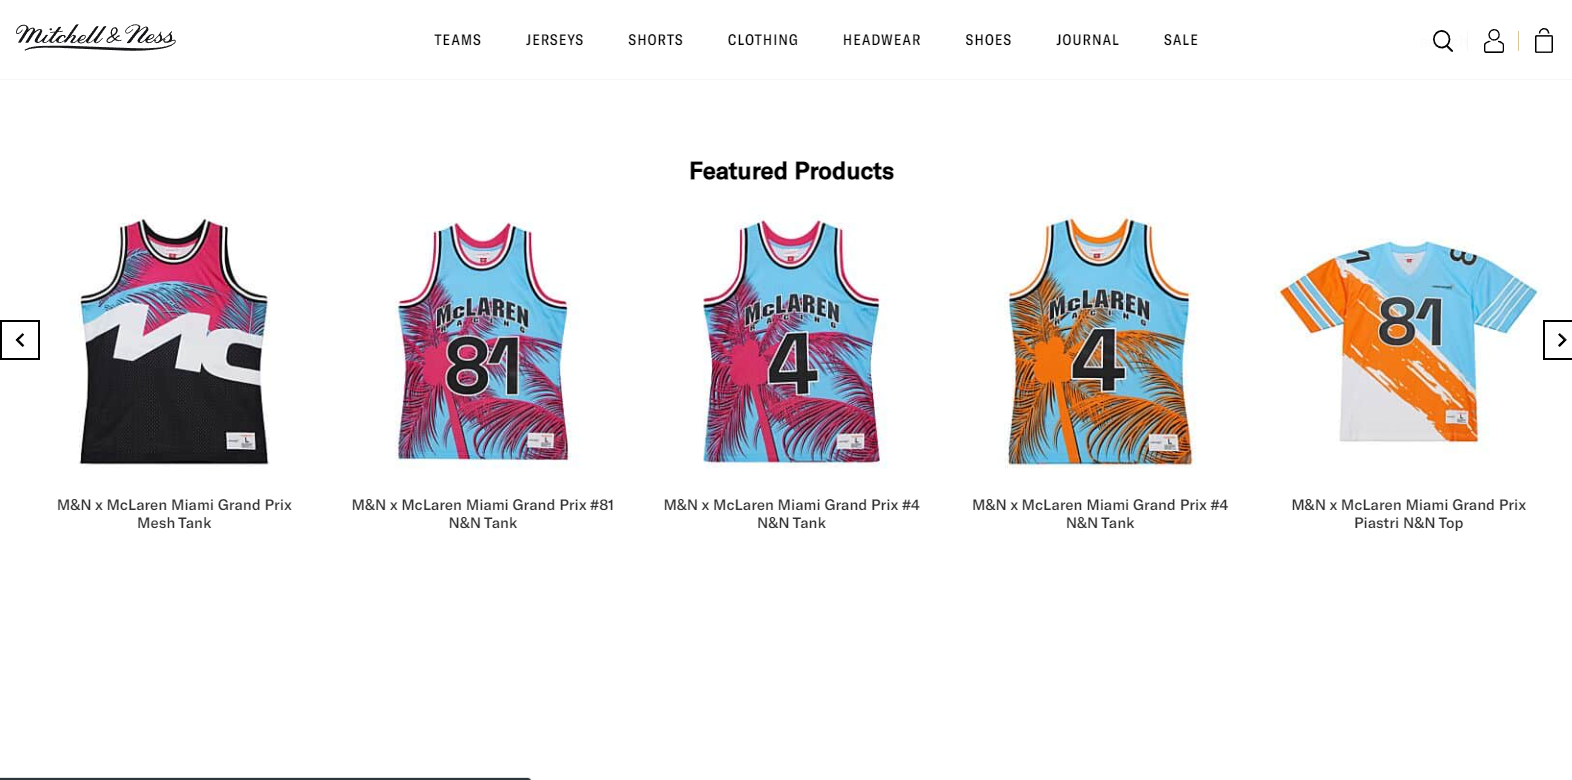 Mitchell & Ness
TEAMS JERSEYS SHORTS CLOTHING HEADWEAR SHOES JOURNAL SALE
Featured Products
MC
McLAREN
RACING
81
McLAREN
RACING
4
McLAREN
RACING
4
81
M&N x McLaren Miami Grand Prix
Mesh Tank
M&N x McLaren Miami Grand Prix #81
N&N Tank
M&N x McLaren Miami Grand Prix #4
N&N Tank
M&N x McLaren Miami Grand Prix #4
N&N Tank
M&N x McLaren Miami Grand Prix
Piastri N&N Top